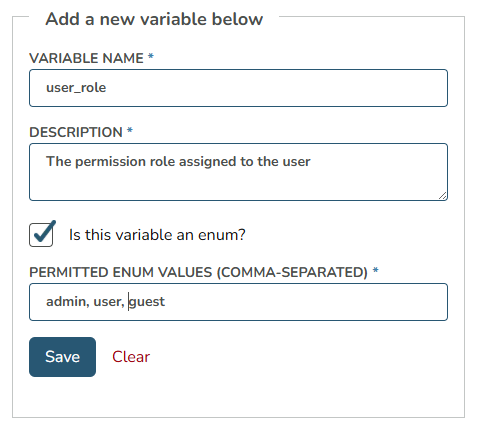 Add a new variable below
VARIABLE NAME *
user_role
DESCRIPTION *
The permission role assigned to the user
Is this variable an enum?
PERMITTED ENUM VALUES (COMMA-SEPARATED) *
admin, user, guest
Save Clear